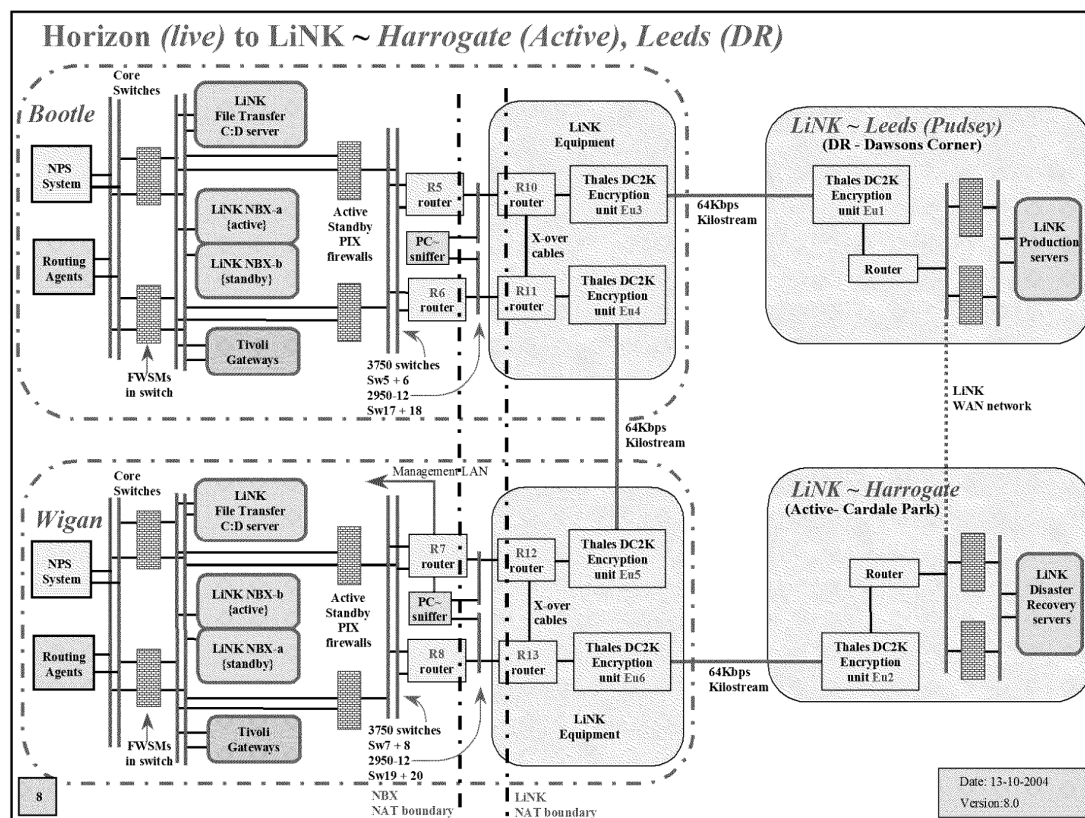 Horizon (live) to LiNK ~ Harrogate (Active), Leeds (DR)
Bootle
Core
Switches
LiNK
File Transfer
C:D server
NPS
System
Routing
Agents
LiNK NBX-a
{active}
LiNK NBX-b
{standby}
Tivoli
Gateways
FWSMs
in switch
Active
Standby
PIX
firewalls
R5
router
PC~
sniffer
R6
router
3750 switches
Sw5 + 6
2950-12
Sw17 + 18
LiNK
Equipment
R10
router
X-over
cables
R11
router
Thales DC2K
Encryption
unit Eu3
Thales DC2K
Encryption
unit Eu4
64Kbps
Kilostream
64Kbps
Kilostream
LiNK ~ Leeds (Pudsey)
(DR - Dawsons Corner)
Thales DC2K
Encryption
unit Eu1
Router
LiNK
Production
servers
LiNK
WAN network
Wigan
Core
Switches
LiNK
File Transfer
C:D server
NPS
System
Routing
Agents
LiNK NBX-b
{active}
LiNK NBX-a
{standby}
Tivoli
Gateways
FWSMs
in switch
Active
Standby
PIX
firewalls
Management LAN
R7
router
PC~
sniffer
R8
router
3750 switches
Sw7 + 8
2950-12
Sw19 + 20
R12
router
X-over
cables
R13
router
Thales DC2K
Encryption
unit Eu5
Thales DC2K
Encryption
unit Eu6
LiNK
Equipment
64Kbps
Kilostream
LiNK ~ Harrogate
(Active- Cardale Park)
Router
Thales DC2K
Encryption
unit Eu2
LiNK
Disaster
Recovery
servers
8
NBX
NAT boundary
LiNK
NAT boundary
Date: 13-10-2004
Version:8.0